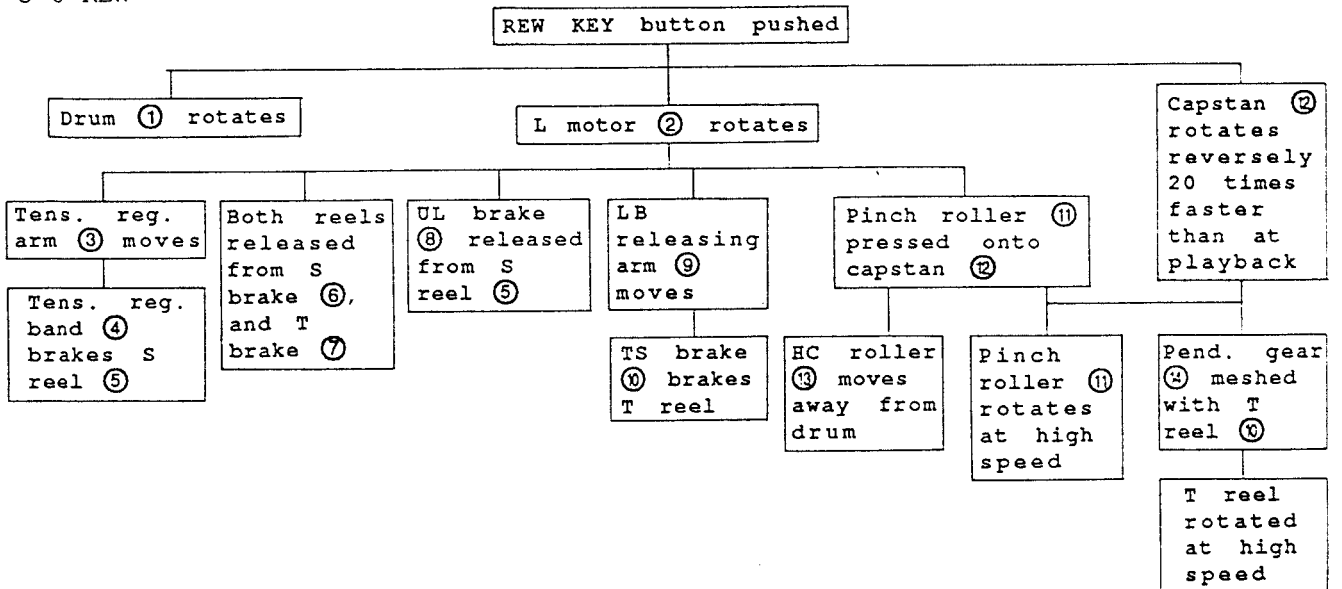 REW KEY button pushed
Drum ① rotates
L motor ② rotates
Capstan ⑫
rotates
reversely
20 times
faster
than at
playback
Tens. reg.
arm ③ moves
Both reels
released
from S
brake ⑥,
and T
brake ⑦
UL brake
⑧ released
from S
reel ⑤
LB
releasing
arm ⑨
moves
Pinch roller ⑪
pressed onto
capstan ⑫
Tens. reg.
band ④
brakes S
reel ⑤
TS brake
⑩ brakes
T reel
HC roller
⑬ moves
away from
drum
Pinch
roller ⑪
rotates
at high
speed
Pend. gear
⑭ meshed
with T
reel ⑩
T reel
rotated
at high
speed